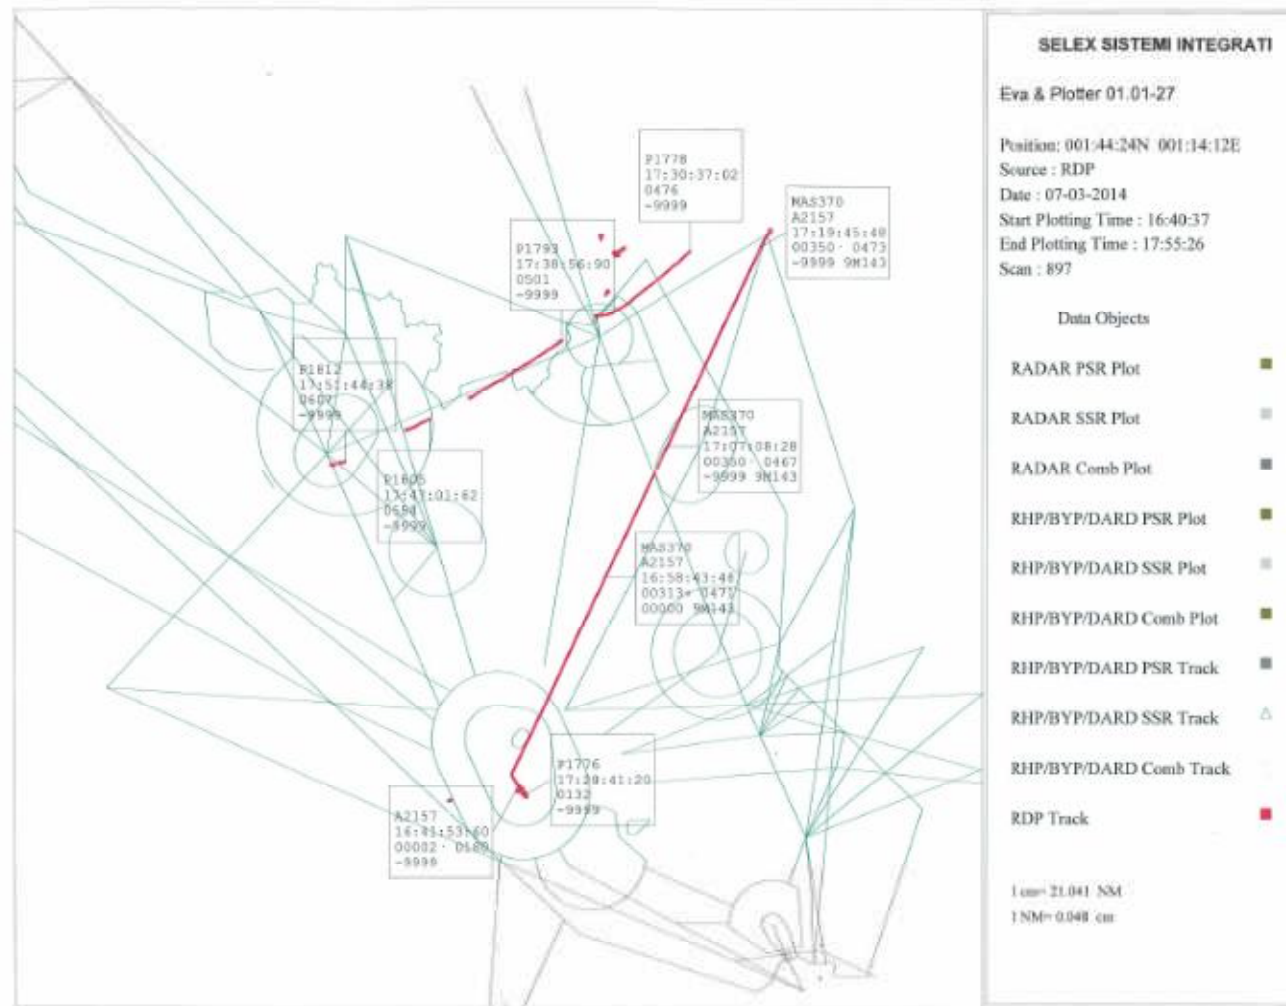 SELEX SISTEMI INTEGRATI
Eva & Plotter 01.01-27
Position: 001:44:24N 001:14:12E
Source : RDP
Date : 07-03-2014
Start Plotting Time : 16:40:37
End Plotting Time : 17:55:26
Scan : 897
Data Objects
RADAR PSR Plot
RADAR SSR Plot
RADAR Comb Plot
RHP/BYP/DARD PSR Plot
RHP/BYP/DARD SSR Plot
RHP/BYP/DARD Comb Plot
RHP/BYP/DARD PSR Track
RHP/BYP/DARD SSR Track
RHP/BYP/DARD Comb Track
RDP Track
1 cm= 21.041 NM
1 NM= 0.048 cm
P1778
17:30:37:02
0476
-9999
MAS370
A2157
17:19:45:48
00350· 0473
-9999 9M143
P1793
17:38:56:90
0501
-9999
P1812
17:51:44:38
0607
-9999
MAS370
A2157
17:07:08:28
00350· 0467
-9999 9M143
P1805
17:47:01:62
-9999
MAS370
A2157
16:58:43:48
00313+ 0471
00000 9M143
P1776
0132
-9999
A2157
16:41:53:60
00002·
-9999